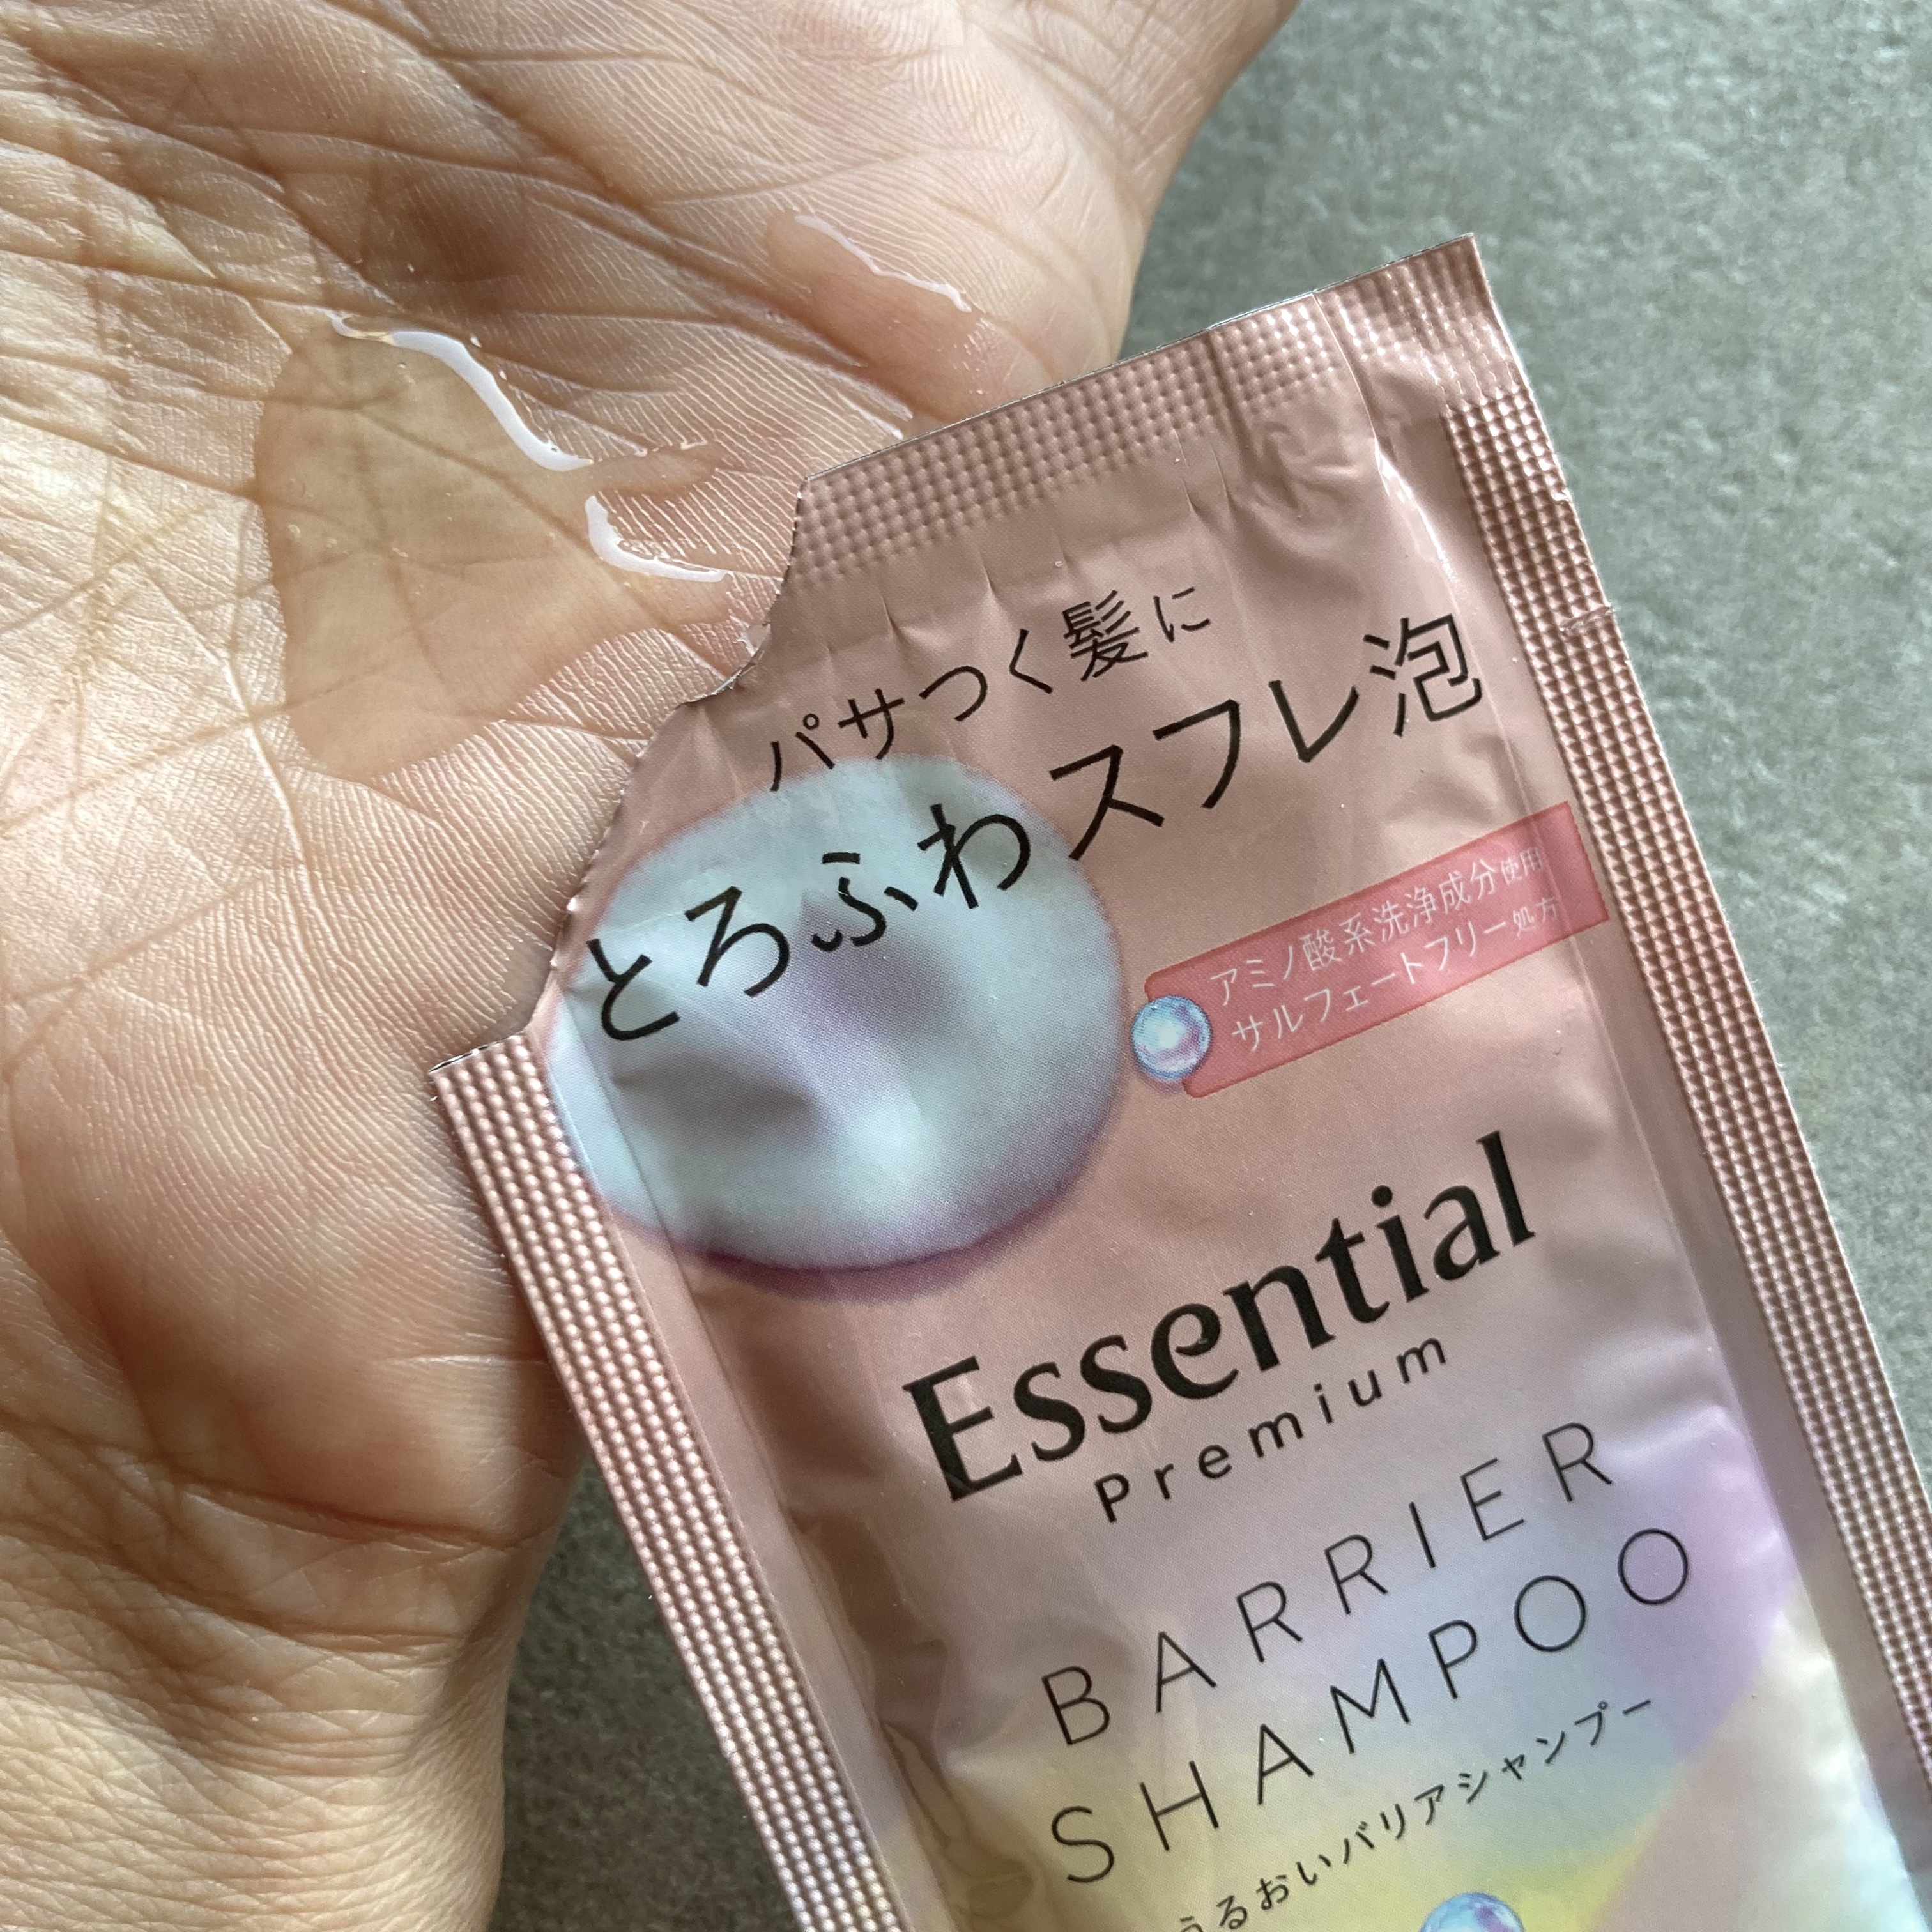 パサつく髪に
とろふわスフレ泡
アミノ酸系洗浄成分使用
サルフェートフリー処方
Essential
Premium
BARRIER
SHAMPOO
うるおいバリアシャンプー